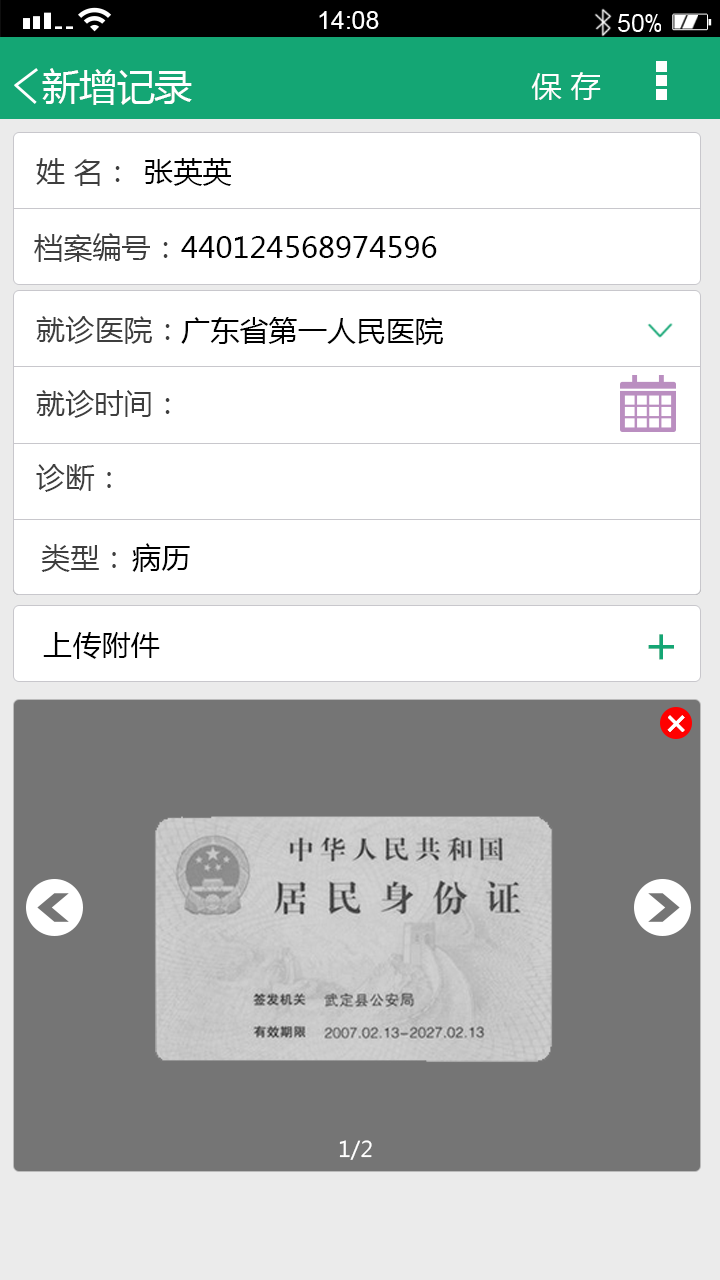 14:08
50%
新增记录
保 存
姓 名： 张英英
档案编号：440124568974596
就诊医院：广东省第一人民医院
就诊时间：
诊断：
类型：病历
上传附件
中华人民共和国
居民身份证
签发机关 武定县公安局
有效期限 2007.02.13-2027.02.13
1/2